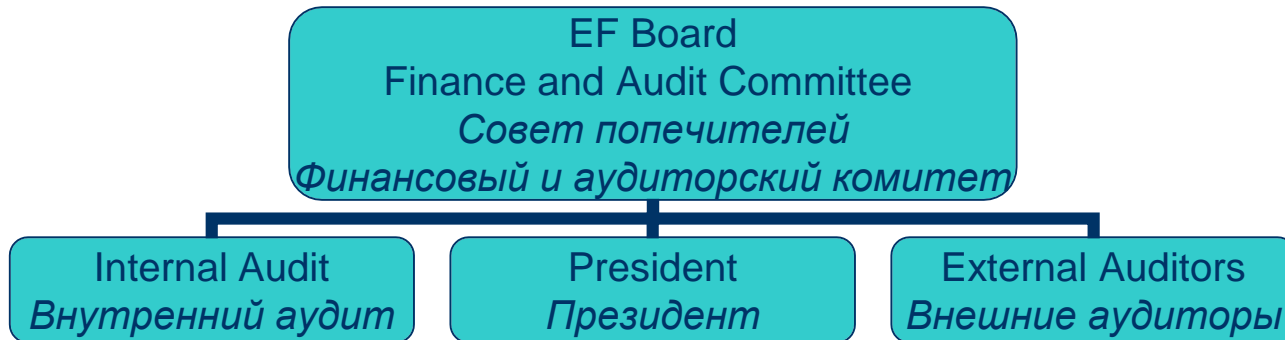 EF Board
Finance and Audit Committee
Совет попечителей
Финансовый и аудиторский комитет
Internal Audit
Внутренний аудит
President
Президент
External Auditors
Внешние аудиторы